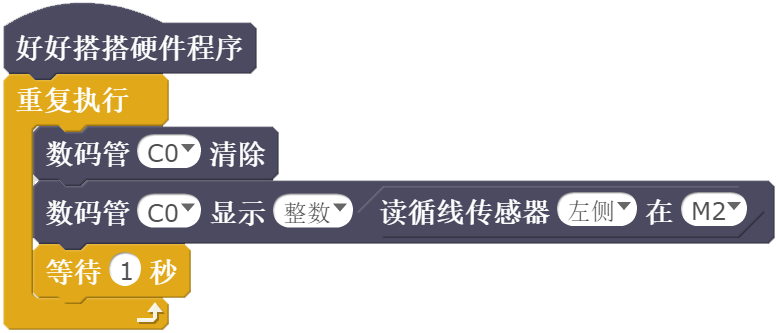 好好搭搭硬件程序
重复执行
数码管 C0 清除
数码管 C0 显示 整数 读循线传感器 左侧 在 M2
等待 1 秒